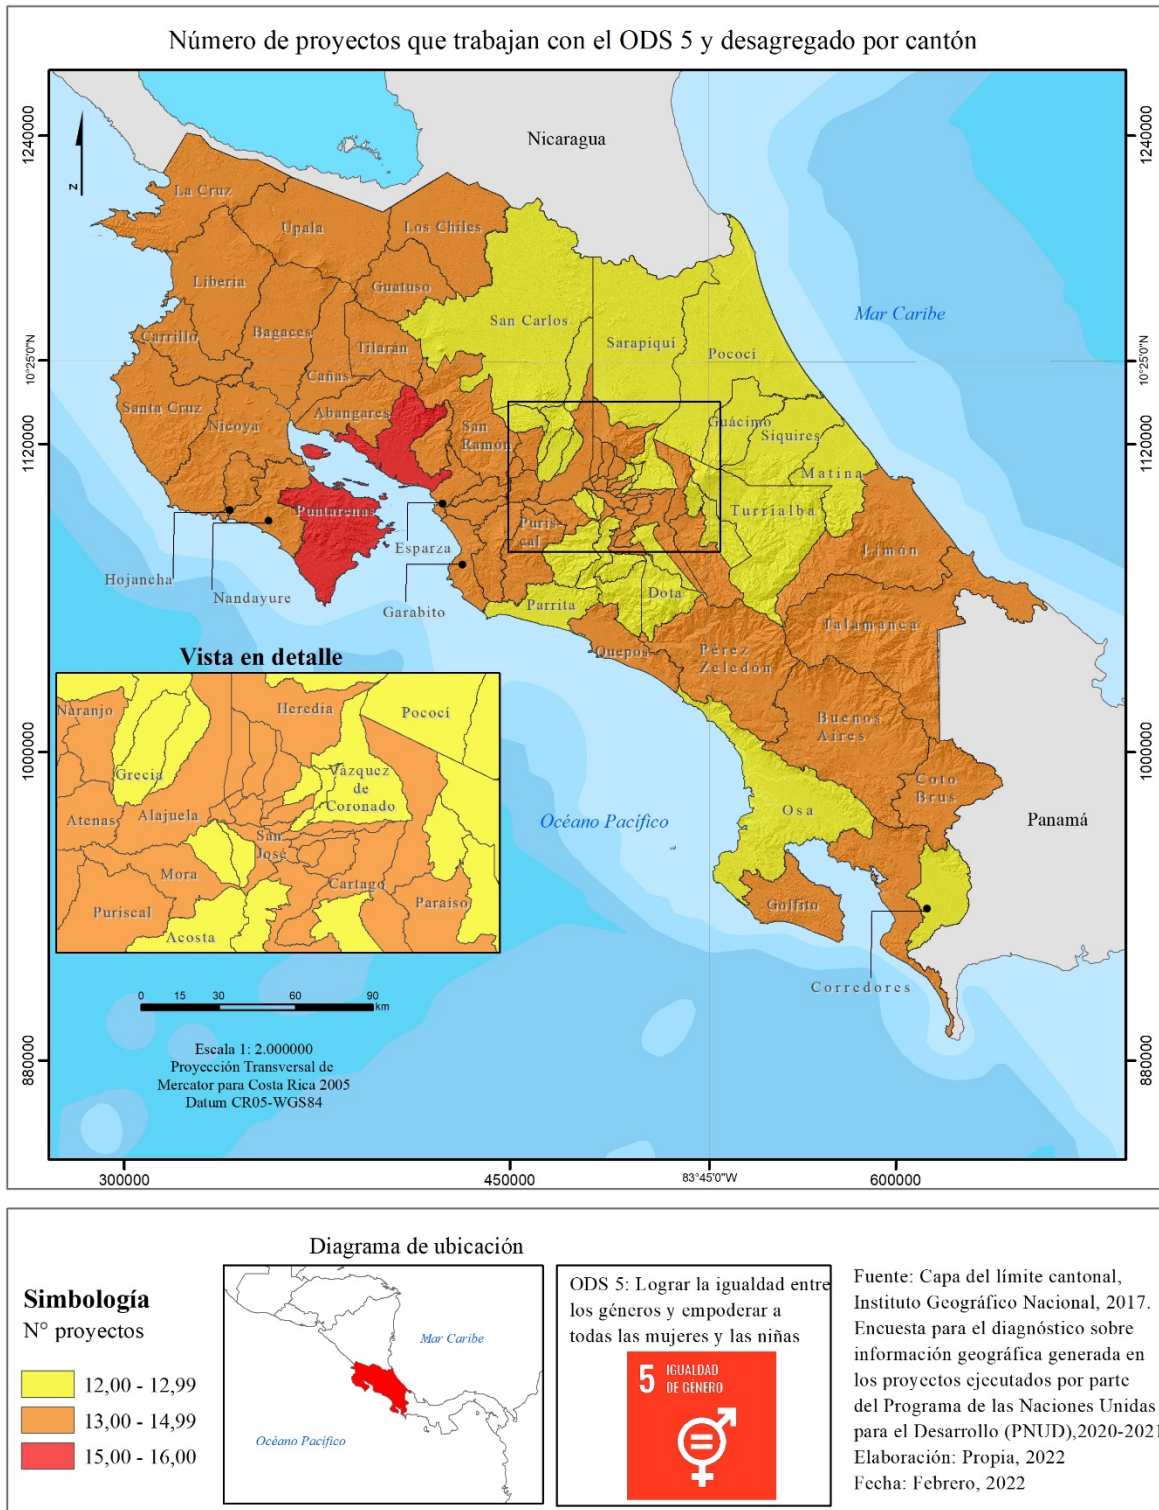 Número de proyectos que trabajan con el ODS 5 y desagregado por cantón
1240000
1120000
1000000
880000
10°25'0"N
1240000
1120000
1000000
880000
10°25'0"N
300000
450000
83°45'0"W
600000
N
Nicaragua
Mar Caribe
Océano Pacífico
Panamá
La Cruz
Upala
Los Chiles
Liberia
Guatuso
Carrillo
Bagaces
Tilarán
San Carlos
Sarapiquí
Pococí
Cañas
Santa Cruz
Abangares
Nicoya
San
Ramón
Guácimo
Siquires
Matina
Turrialba
Puntarenas
Esparza
Puris-
cal
Limón
Hojancha
Nandayure
Garabito
Parrita
Dota
Talamanca
Quepos
Pérez
Zeledón
Buenos
Aires
Coto
Brus
Osa
Golfito
Corredores
Vista en detalle
Naranjo
Heredia
Pococí
Grecia
Vázquez
de
Coronado
Atenas
Alajuela
San
José
Mora
Cartago
Puriscal
Paraíso
Acosta
0 15 30 60 90
km
Escala 1: 2.000000
Proyección Transversal de
Mercator para Costa Rica 2005
Datum CR05-WGS84
Simbología
N° proyectos
12,00 - 12,99
13,00 - 14,99
15,00 - 16,00
Diagrama de ubicación
Mar Caribe
Océano Pacífico
ODS 5: Lograr la igualdad entre
los géneros y empoderar a
todas las mujeres y las niñas
5 IGUALDAD
DE GÉNERO
Fuente: Capa del límite cantonal,
Instituto Geográfico Nacional, 2017.
Encuesta para el diagnóstico sobre
información geográfica generada en
los proyectos ejecutados por parte
del Programa de las Naciones Unidas
para el Desarrollo (PNUD),2020-2021
Elaboración: Propia, 2022
Fecha: Febrero, 2022